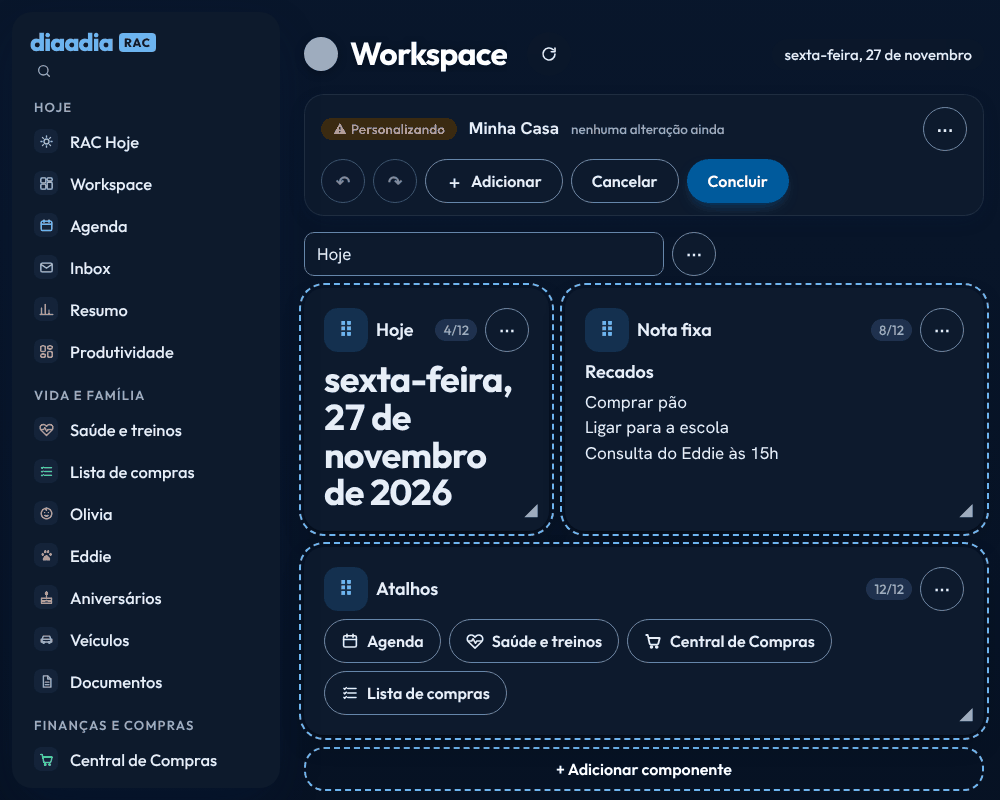 diaadia RAC
HOJE
RAC Hoje
Workspace
Agenda
Inbox
Resumo
Produtividade
VIDA E FAMÍLIA
Saúde e treinos
Lista de compras
Olivia
Eddie
Aniversários
Veículos
Documentos
FINANÇAS E COMPRAS
Central de Compras
Workspace
sexta-feira, 27 de novembro
Personalizando Minha Casa nenhuma alteração ainda
+ Adicionar Cancelar Concluir
Hoje
Hoje 4/12
sexta-feira,
27 de
novembro
de 2026
Nota fixa 8/12
Recados
Comprar pão
Ligar para a escola
Consulta do Eddie às 15h
Atalhos 12/12
Agenda Saúde e treinos Central de Compras
Lista de compras
+ Adicionar componente